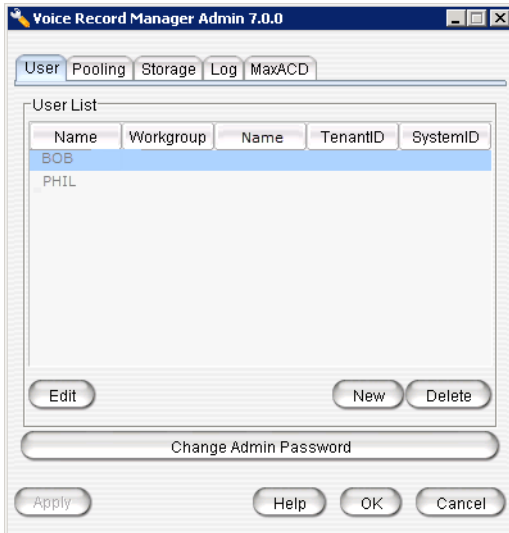 Voice Record Manager Admin 7.0.0
User Pooling Storage Log MaxACD
User List
Name Workgroup Name TenantID SystemID
BOB
PHIL
Edit New Delete
Change Admin Password
Apply Help OK Cancel